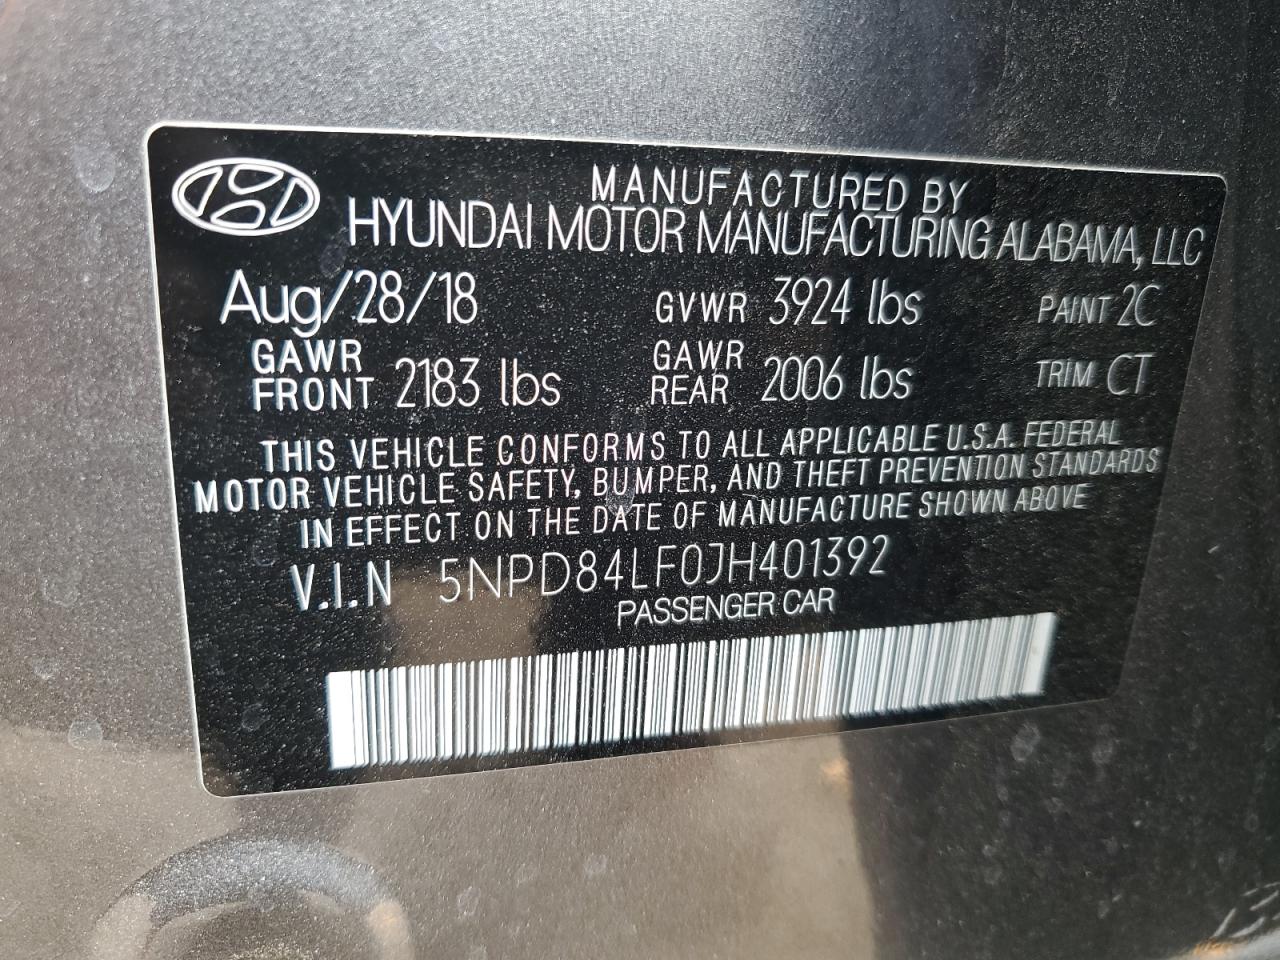 MANUFACTURED BY
HYUNDAI MOTOR MANUFACTURING ALABAMA, LLC
Aug/28/18 GVWR 3924 lbs PAINT 2C
GAWR FRONT 2183 lbs GAWR REAR 2006 lbs TRIM CT
THIS VEHICLE CONFORMS TO ALL APPLICABLE U.S.A. FEDERAL
MOTOR VEHICLE SAFETY, BUMPER, AND THEFT PREVENTION STANDARDS
IN EFFECT ON THE DATE OF MANUFACTURE SHOWN ABOVE
V.I.N 5NPD84LF0JH401392
PASSENGER CAR